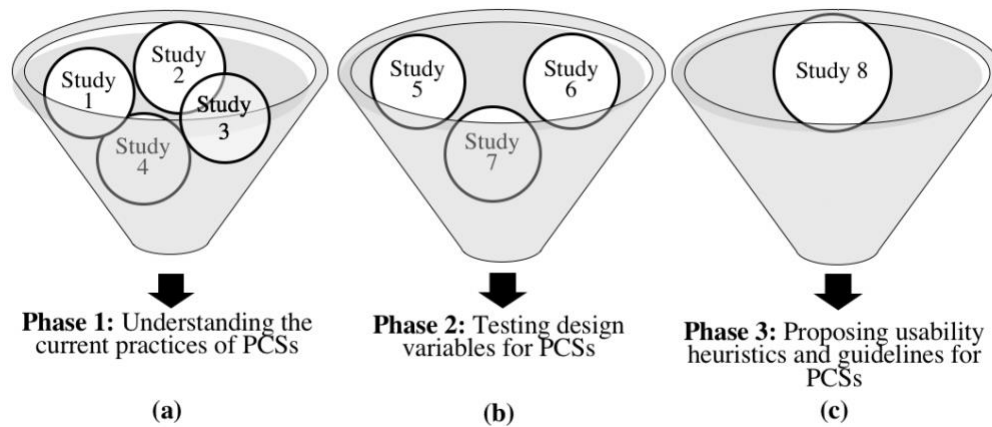 Study
1
Study
2
Study
3
Study
4
Study
5
Study
6
Study
7
Study 8
Phase 1: Understanding the
current practices of PCSs
Phase 2: Testing design
variables for PCSs
Phase 3: Proposing usability
heuristics and guidelines for
PCSs
(a)
(b)
(c)